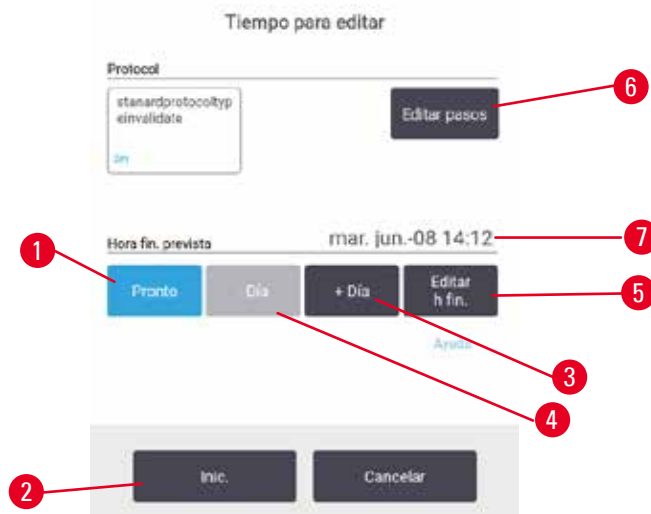 Tiempo para editar
Protocol
stanardprotocoltyp
einvalidate
Editar pasos
6
Hora fin. prevista
mar. jun.-08 14:12
7
1
Pronto
Día
+ Día
Editar
h fin.
5
Ayuda
3
4
Inic.
Cancelar
2